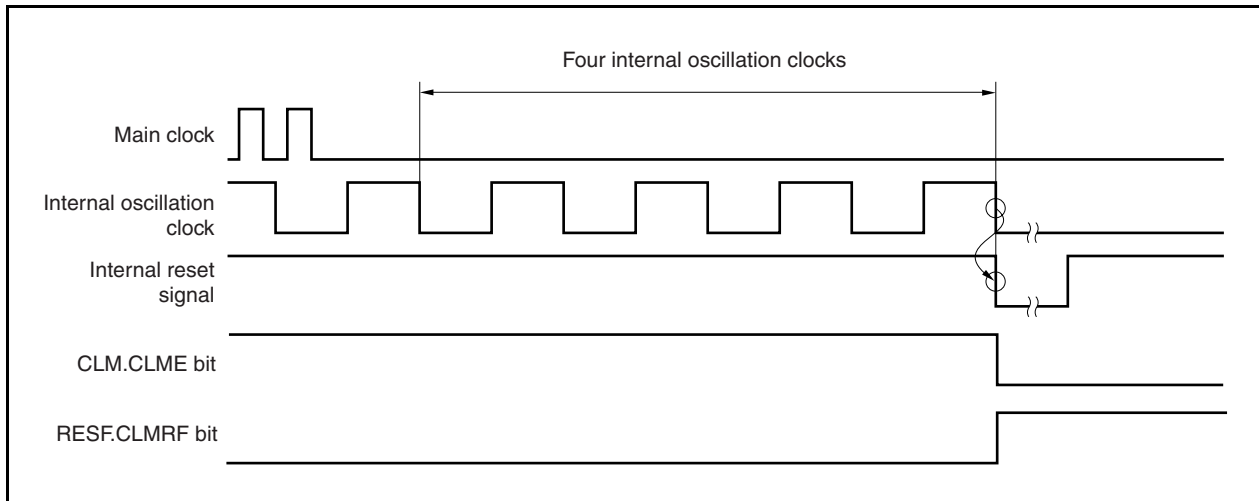 Four internal oscillation clocks
Main clock
Internal oscillation
clock
Internal reset
signal
CLM.CLME bit
RESF.CLMRF bit